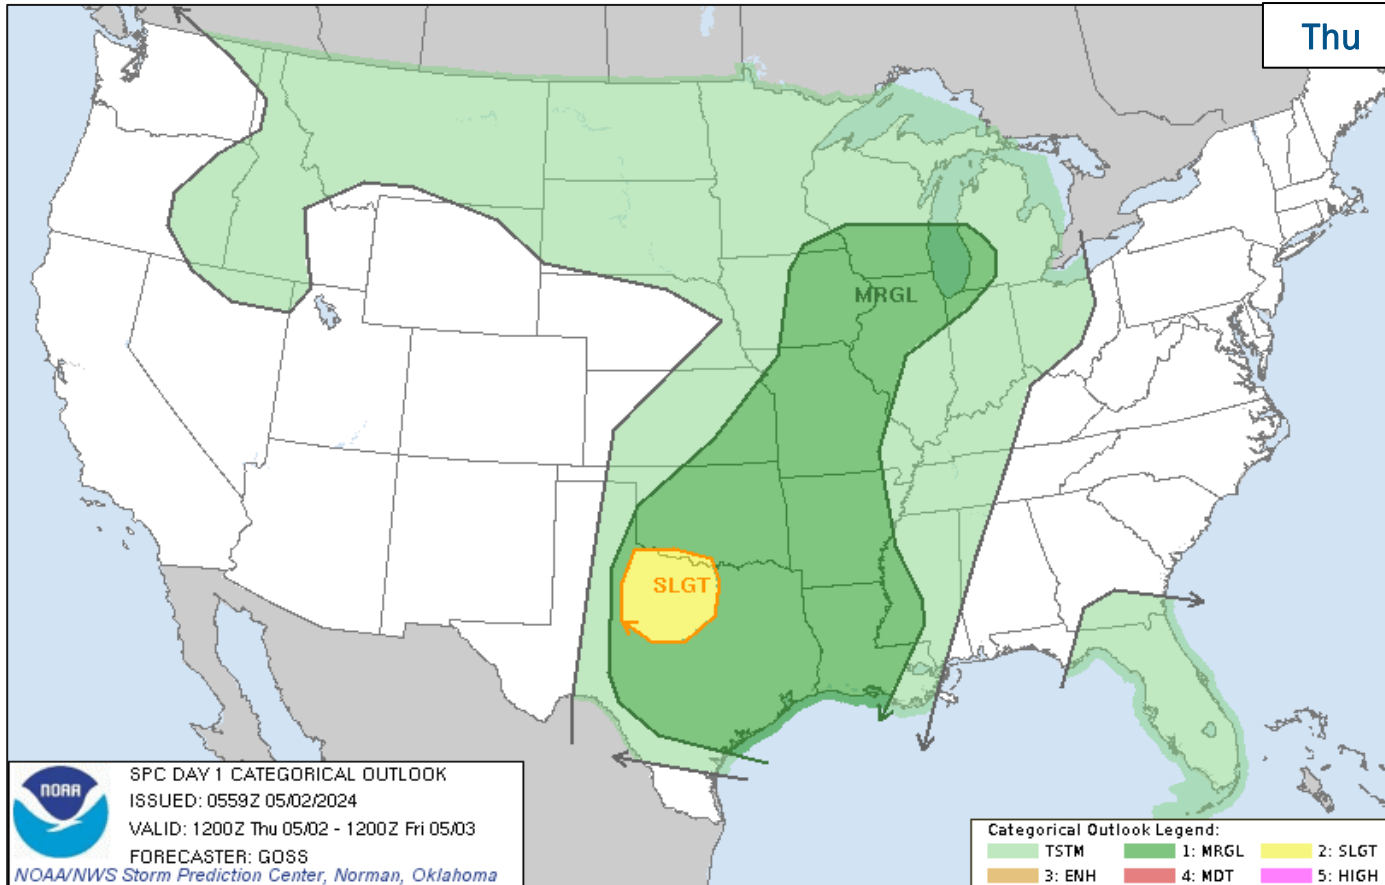 Thu
MRGL
SLGT
NOAA
SPC DAY 1 CATEGORICAL OUTLOOK
ISSUED: 0559Z 05/02/2024
VALID: 1200Z Thu 05/02 - 1200Z Fri 05/03
FORECASTER: GOSS
NOAA/NWS Storm Prediction Center, Norman, Oklahoma
Categorical Outlook Legend:
TSTM 1: MRGL 2: SLGT
3: ENH 4: MDT 5: HIGH